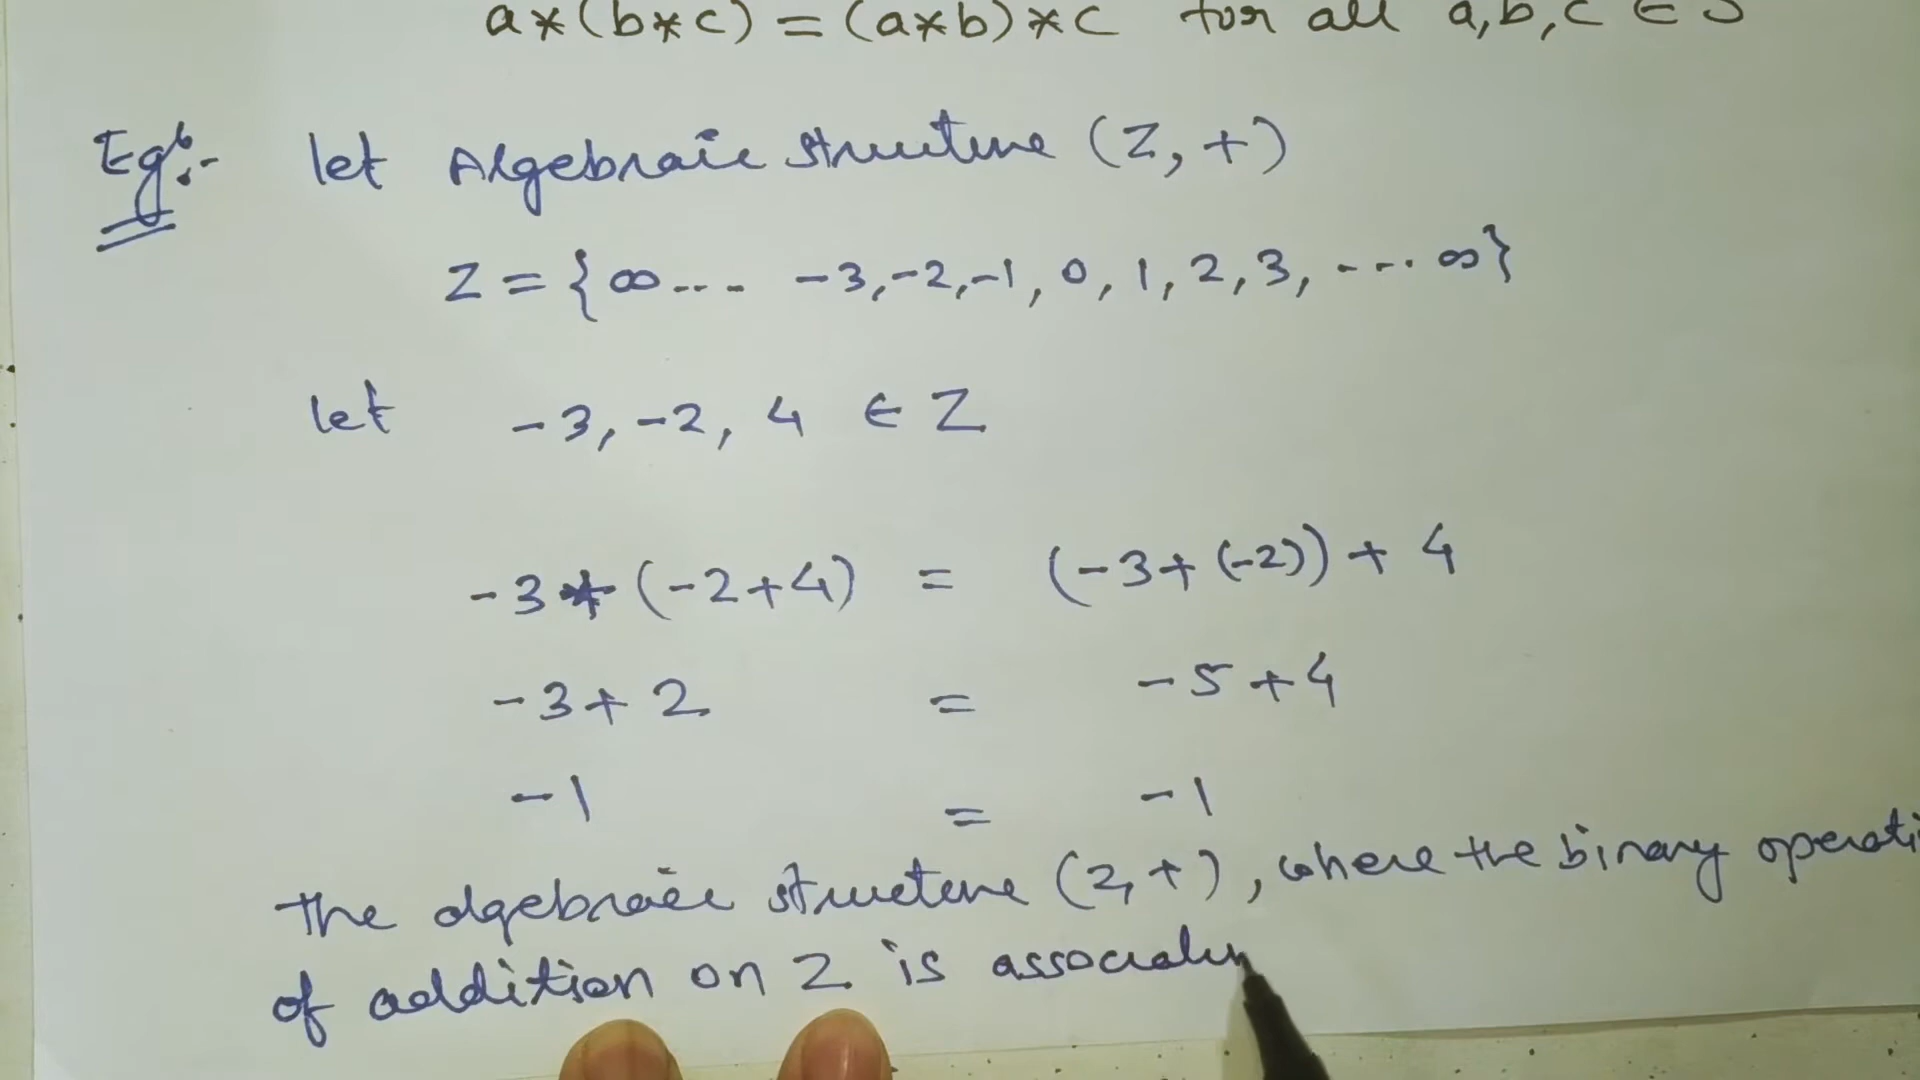 a*(b*c) = (a*b)*c for all a,b,c ∈ S
Eg:- let Algebraic structure (Z, +)
Z = {∞... -3,-2,-1, 0, 1, 2, 3, .... ∞}
let -3, -2, 4 ∈ Z
-3 + (-2+4) = (-3+ (-2)) + 4
-3+2 = -5+4
-1 = -1
The algebraic structure (Z, +), where the binary operati
of addition on Z is associativ